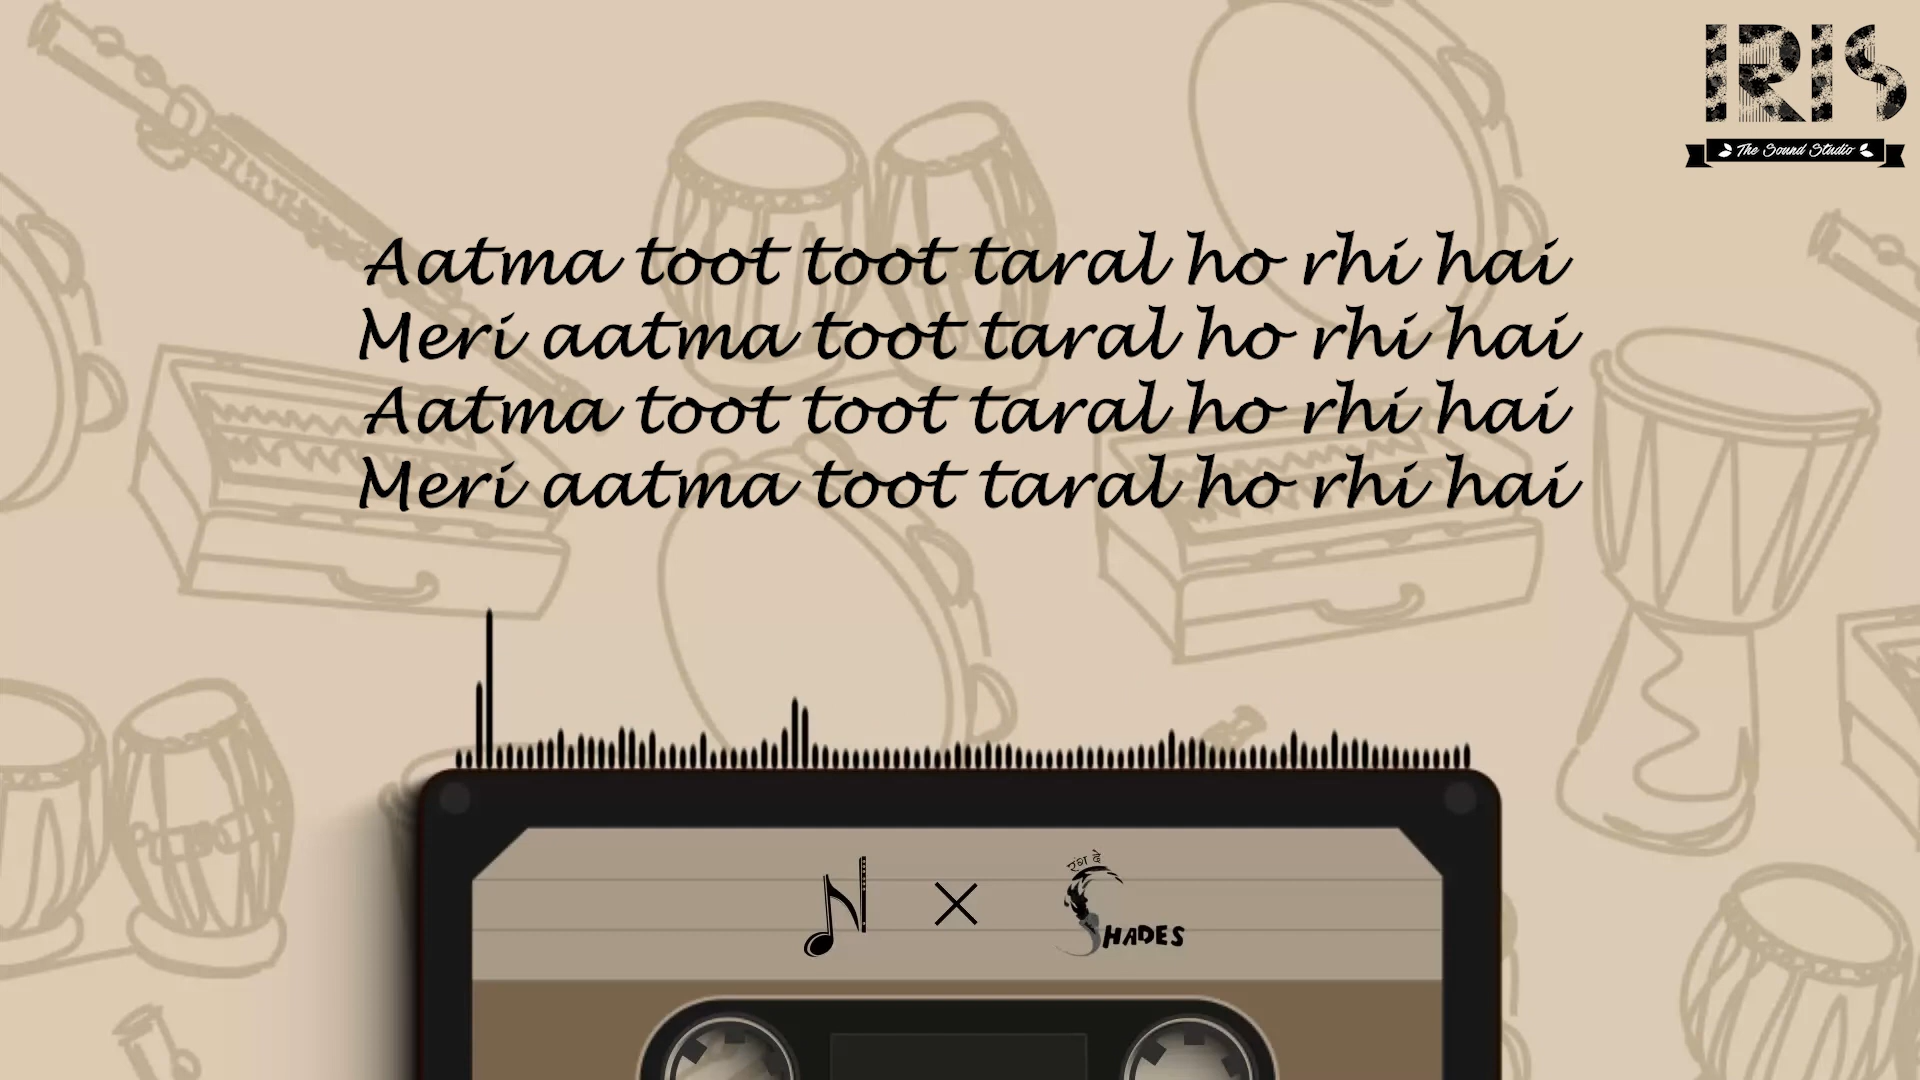 IRIS
The Sound Studio
Aatma toot toot taral ho rhi hai
Meri aatma toot taral ho rhi hai
Aatma toot toot taral ho rhi hai
Meri aatma toot taral ho rhi hai
रंग दे
SHADES